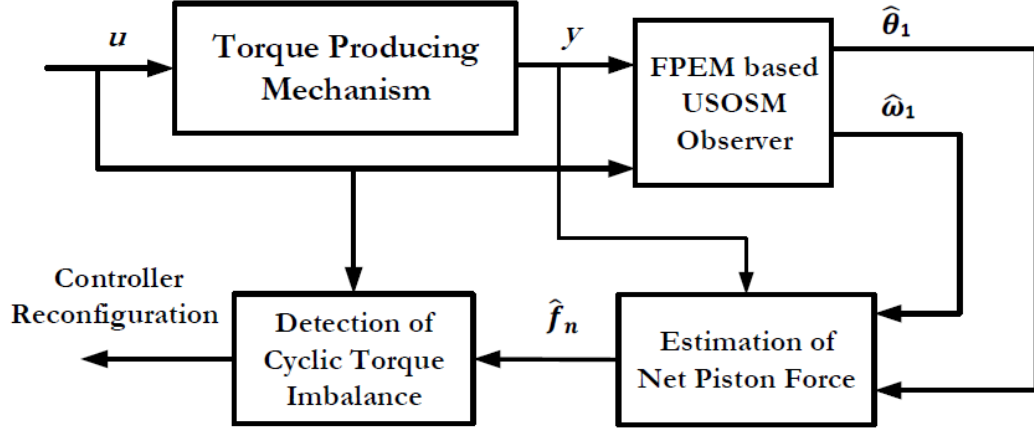 u
Torque Producing
Mechanism
y
FPEM based
USOSM
Observer
θ̂₁
ω̂₁
Controller
Reconfiguration
Detection of
Cyclic Torque
Imbalance
f̂ₙ
Estimation of
Net Piston Force